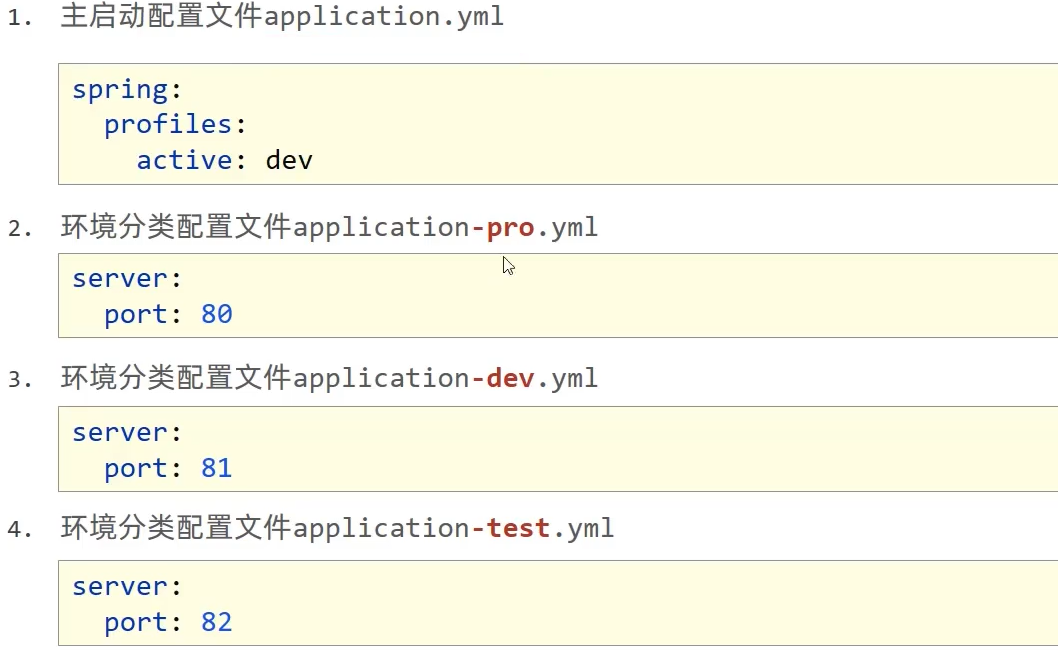 1. 主启动配置文件application.yml
spring:
  profiles:
    active: dev
2. 环境分类配置文件application-pro.yml
server:
  port: 80
3. 环境分类配置文件application-dev.yml
server:
  port: 81
4. 环境分类配置文件application-test.yml
server:
  port: 82